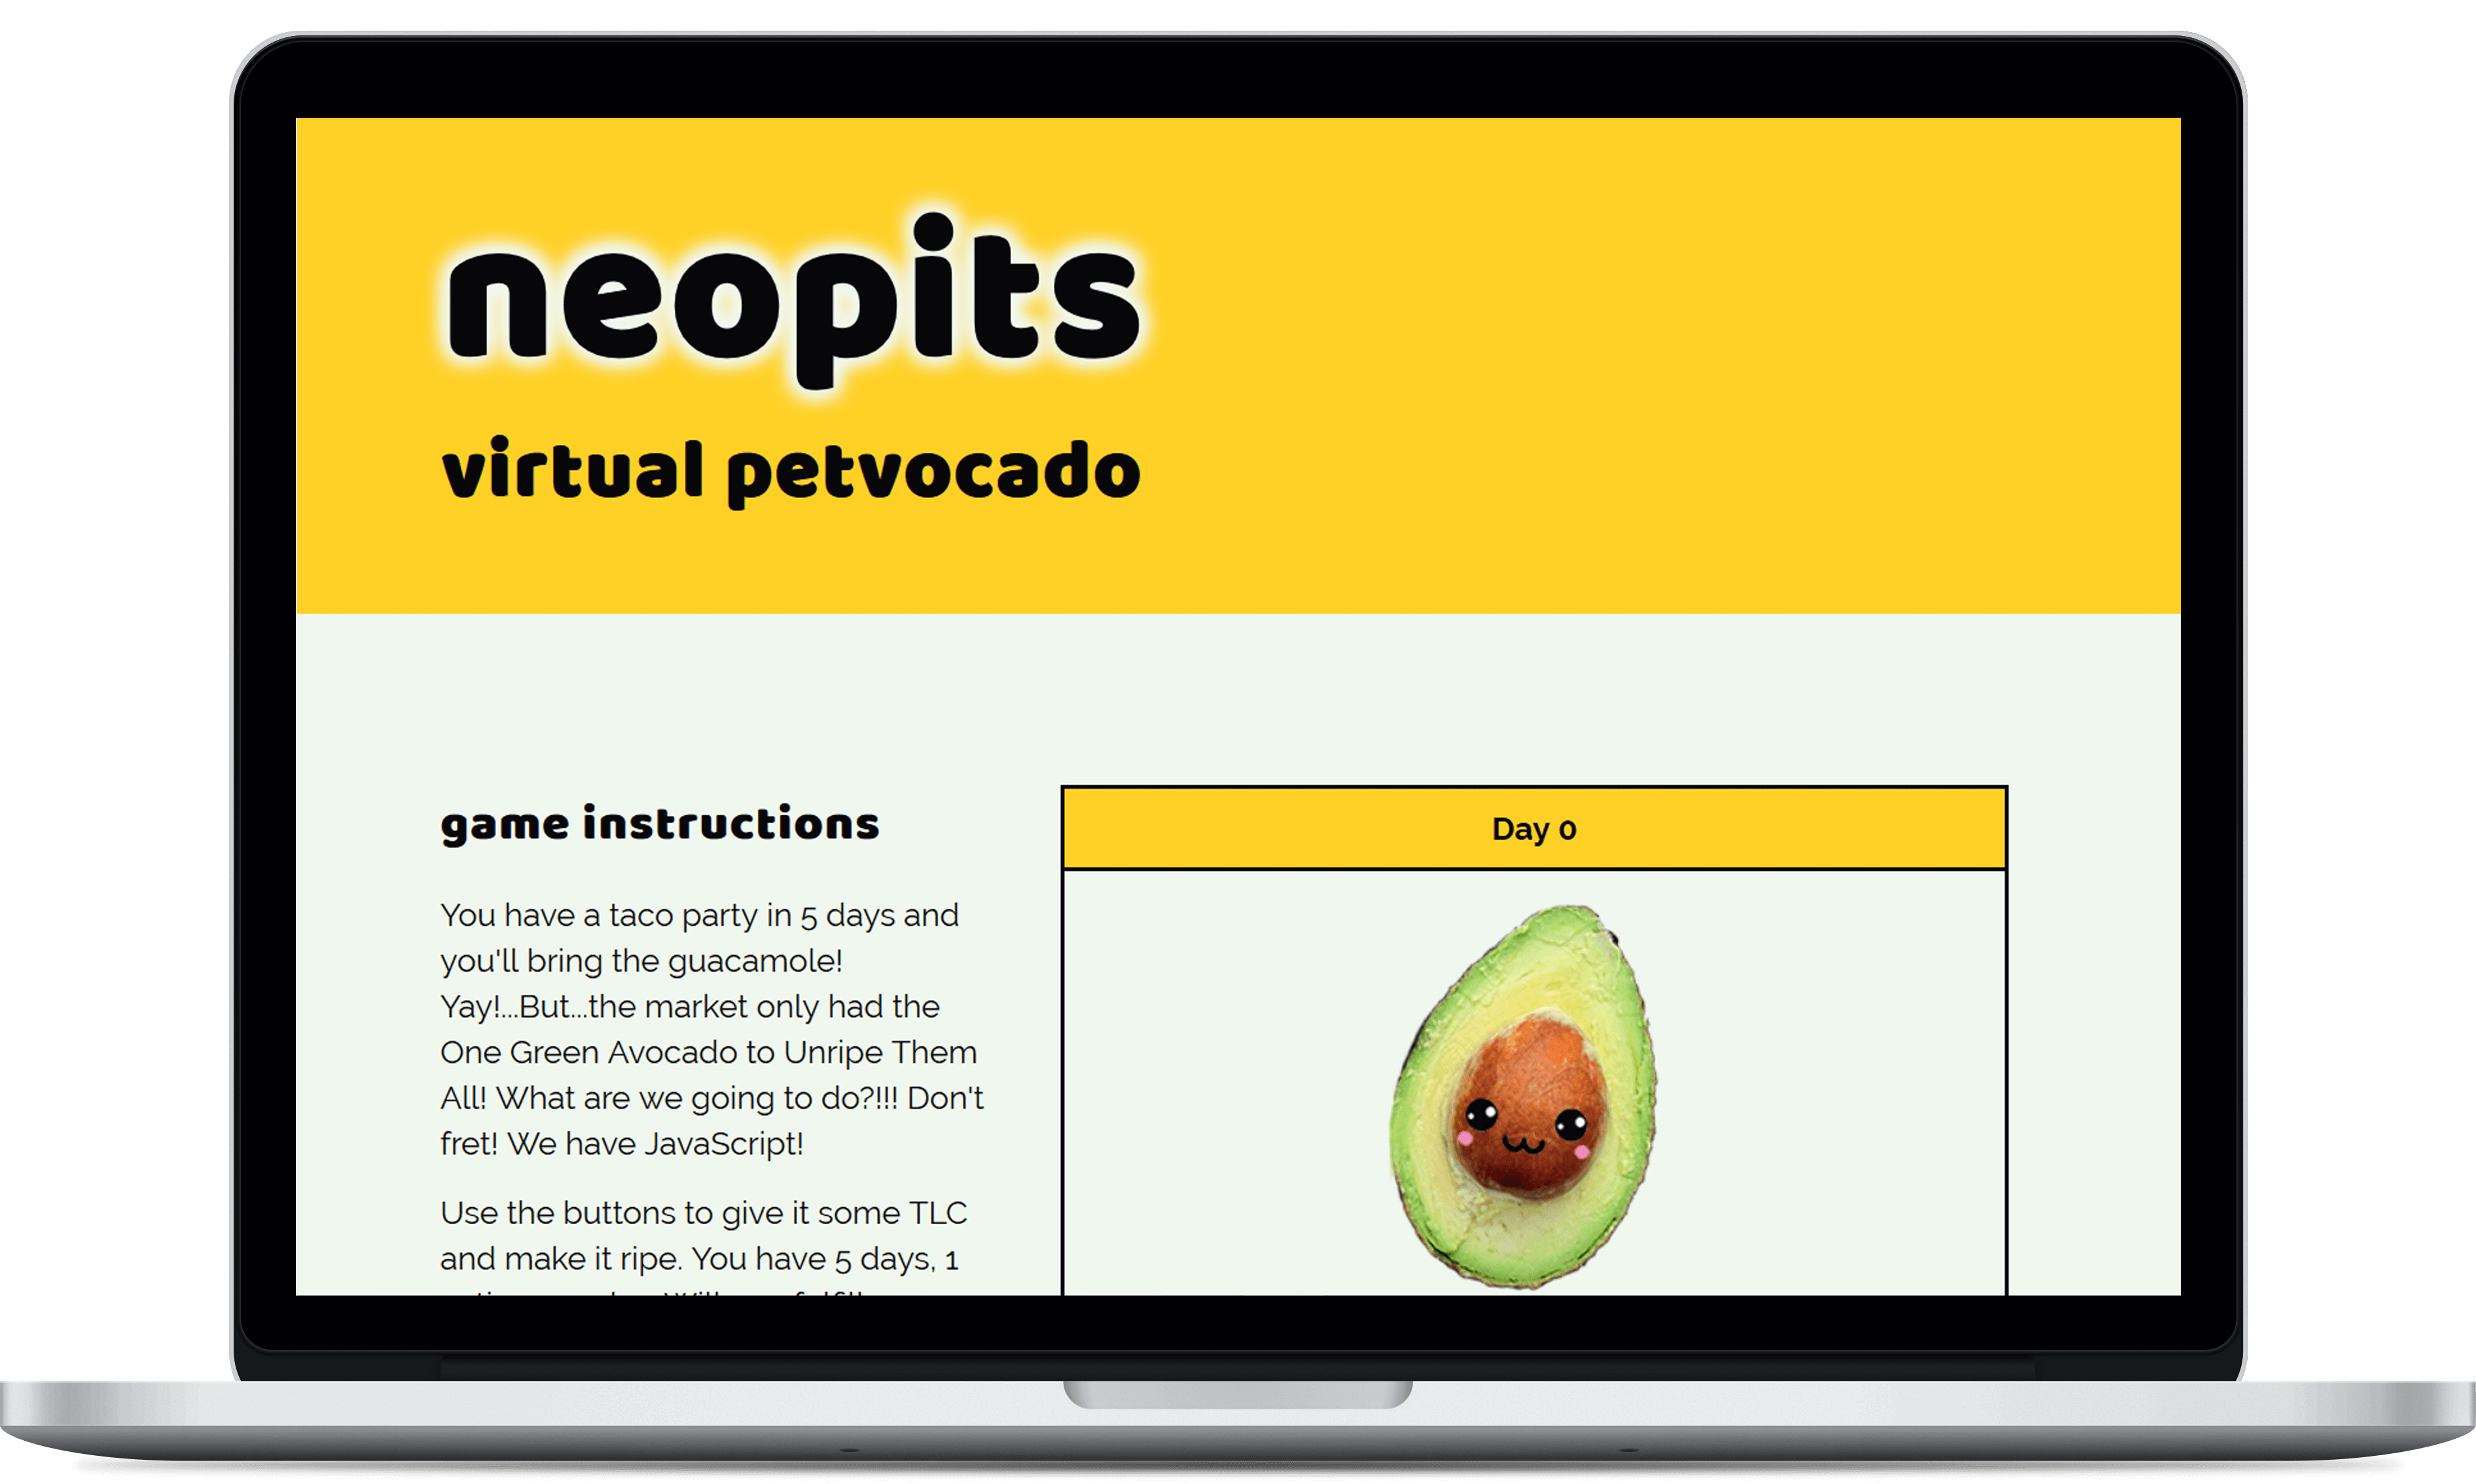 neopits
virtual petvocado
game instructions
You have a taco party in 5 days and
you'll bring the guacamole!
Yay!...But...the market only had the
One Green Avocado to Unripe Them
All! What are we going to do?!!! Don't
fret! We have JavaScript!
Use the buttons to give it some TLC
and make it ripe. You have 5 days, 1
Day 0